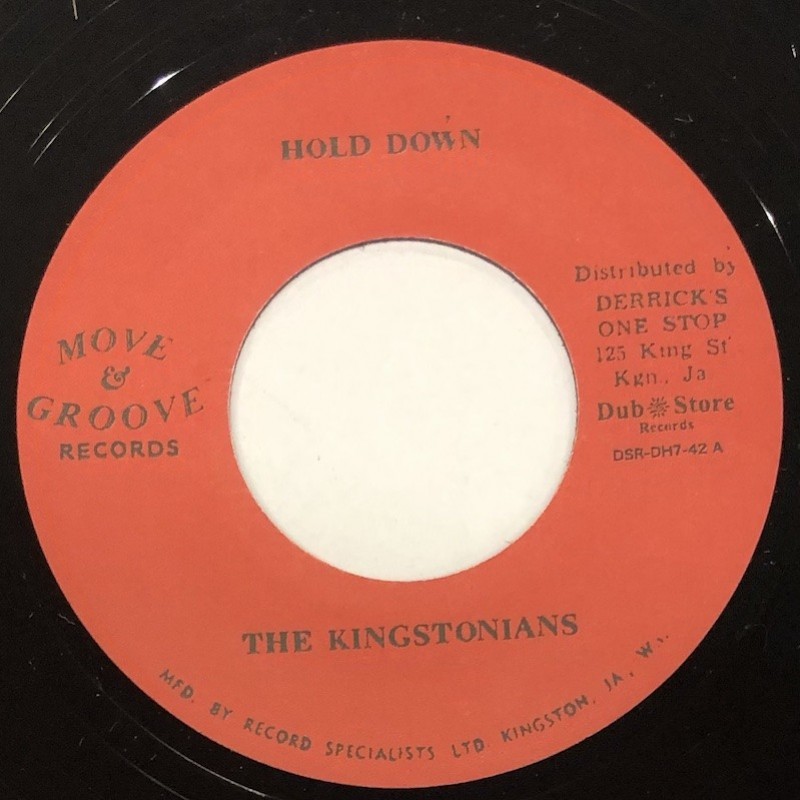 HOLD DOWN
MOVE
&
GROOVE
RECORDS
Distributed by
DERRICK'S
ONE STOP
125 King St
Kgn., Ja
Dub Store
Records
DSR-DH7-42 A
THE KINGSTONIANS
MFD. BY RECORD SPECIALISTS LTD. KINGSTON, JA., W.I.